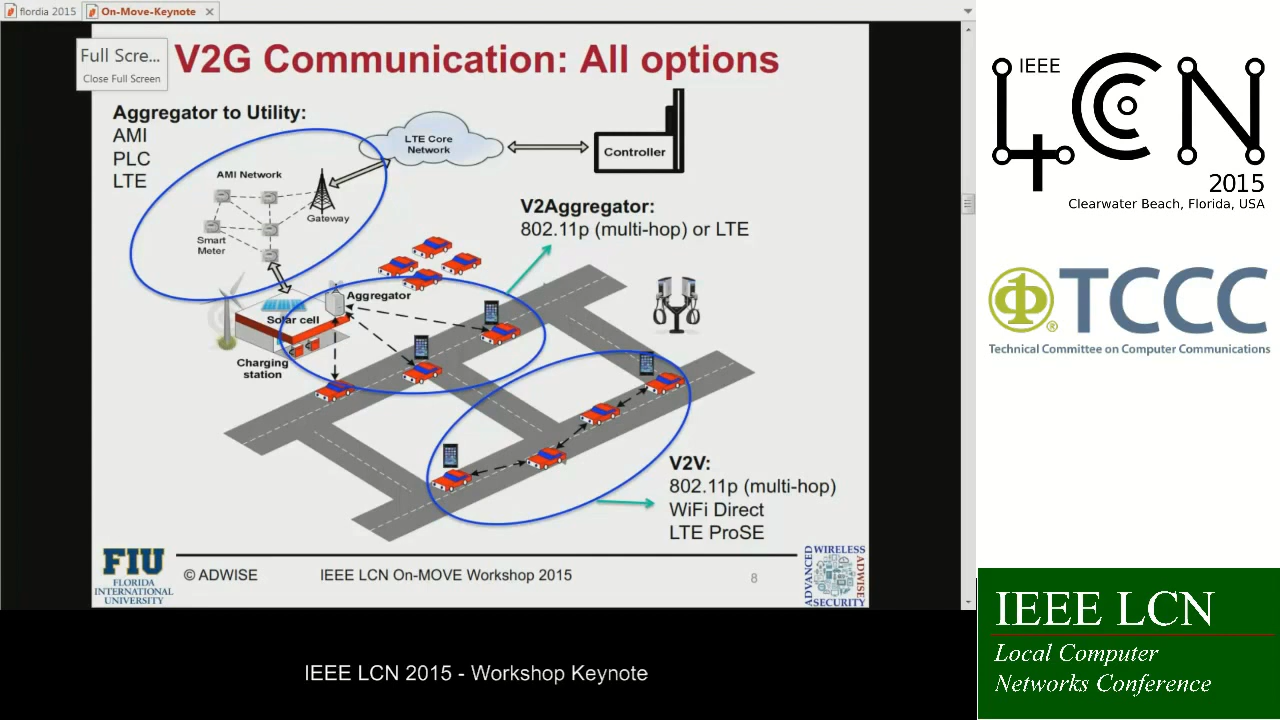 flordia 2015
On-Move-Keynote
Full Scre...
Close Full Screen
V2G Communication: All options
Aggregator to Utility:
AMI
PLC
LTE
AMI Network
Gateway
Smart
Meter
LTE Core
Network
Controller
V2Aggregator:
802.11p (multi-hop) or LTE
Aggregator
Solar cell
Charging
station
V2V:
802.11p (multi-hop)
WiFi Direct
LTE ProSE
FIU
FLORIDA
INTERNATIONAL
UNIVERSITY
© ADWISE
IEEE LCN On-MOVE Workshop 2015
8
ADVANCED
WIRELESS
ADWISE
SECURITY
IEEE LCN 2015 - Workshop Keynote
IEEE
LCN
2015
Clearwater Beach, Florida, USA
® TCCC
Technical Committee on Computer Communications
IEEE LCN
Local Computer
Networks Conference